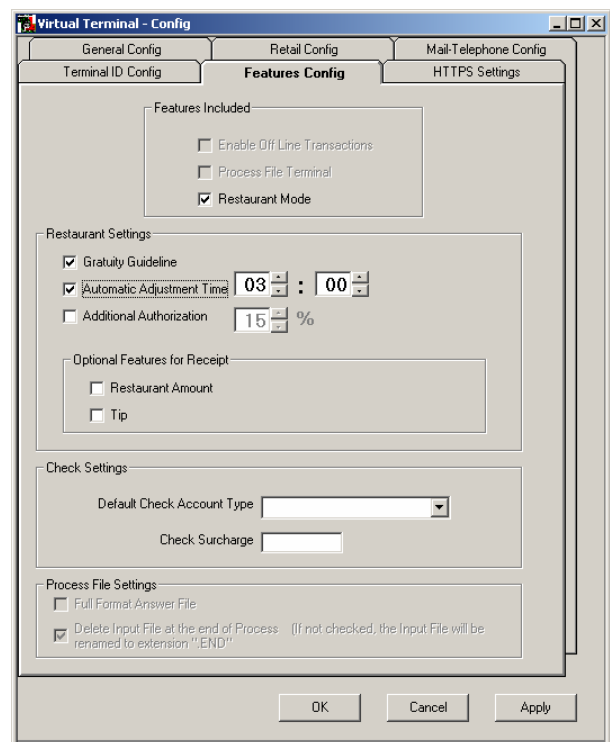 Virtual Terminal - Config
General Config Retail Config Mail-Telephone Config
Terminal ID Config Features Config HTTPS Settings
Features Included
Enable Off Line Transactions
Process File Terminal
Restaurant Mode
Restaurant Settings
Gratuity Guideline
Automatic Adjustment Time 03 : 00
Additional Authorization 15 %
Optional Features for Receipt
Restaurant Amount
Tip
Check Settings
Default Check Account Type
Check Surcharge
Process File Settings
Full Format Answer File
Delete Input File at the end of Process (If not checked, the Input File will be
renamed to extension ".END"
OK Cancel Apply